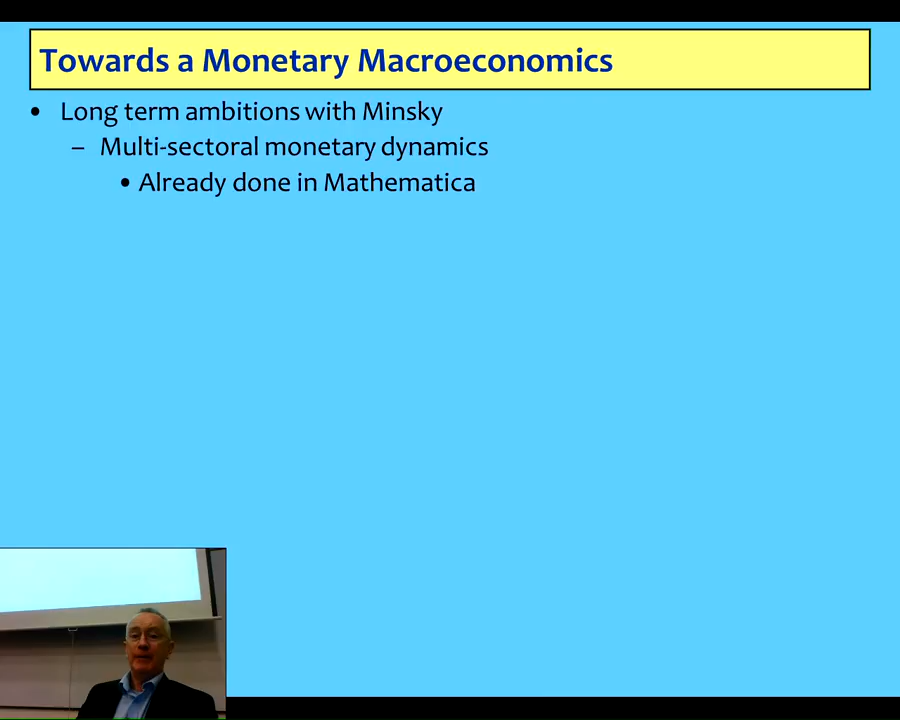 Towards a Monetary Macroeconomics
• Long term ambitions with Minsky
– Multi-sectoral monetary dynamics
• Already done in Mathematica